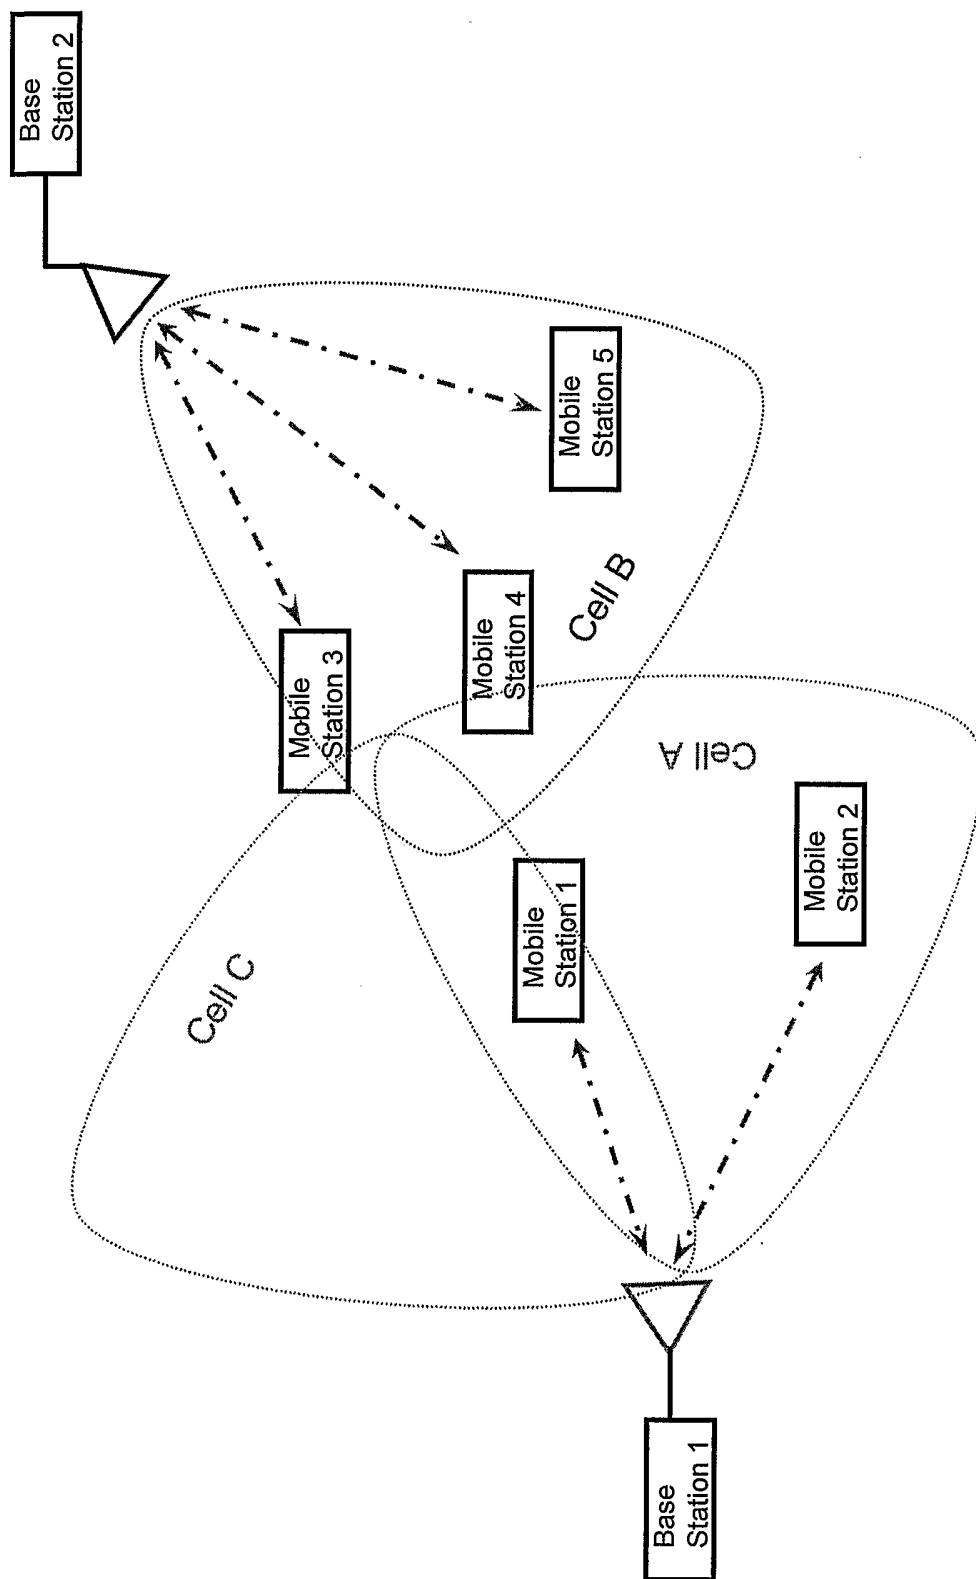 Base
Station 2
Mobile
Station 3
Mobile
Station 4
Mobile
Station 5
Cell B
Cell C
Cell A
Mobile
Station 1
Mobile
Station 2
Base
Station 1